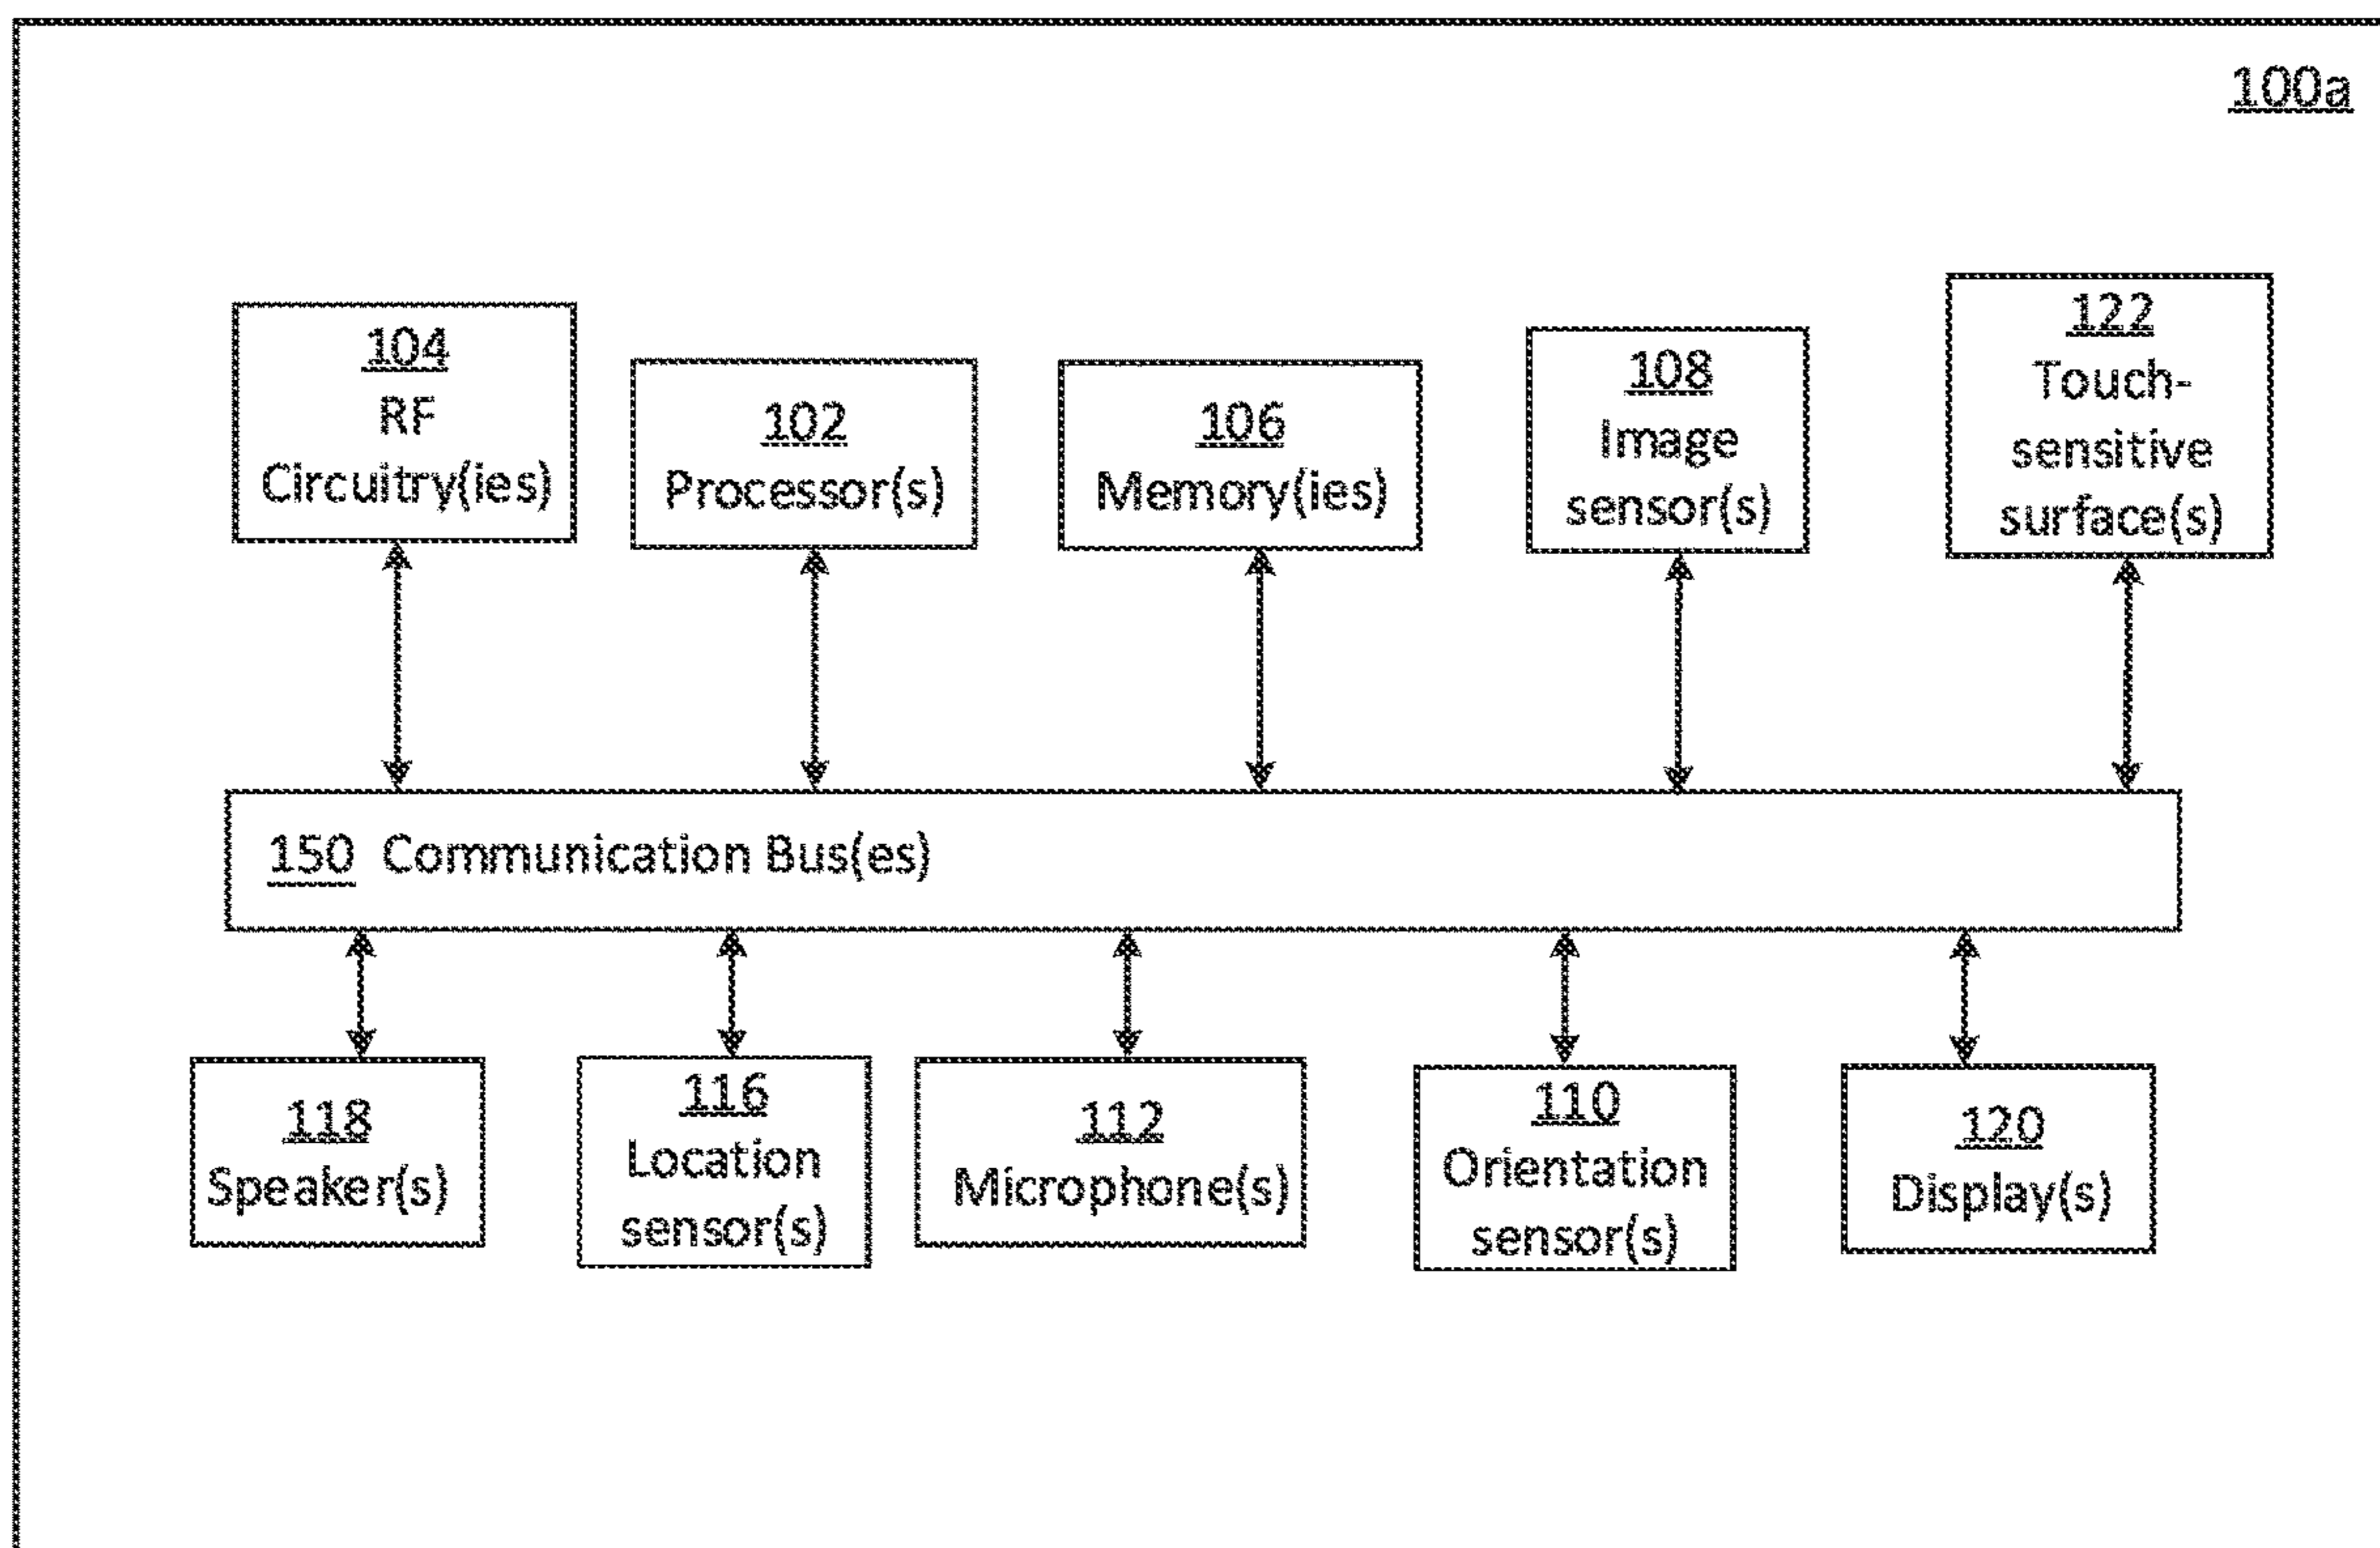 100a
104
RF
Circuitry(ies)
102
Processor(s)
106
Memory(ies)
108
Image
sensor(s)
122
Touch-
sensitive
surface(s)
150 Communication Bus(es)
118
Speaker(s)
116
Location
sensor(s)
112
Microphone(s)
110
Orientation
sensor(s)
120
Display(s)